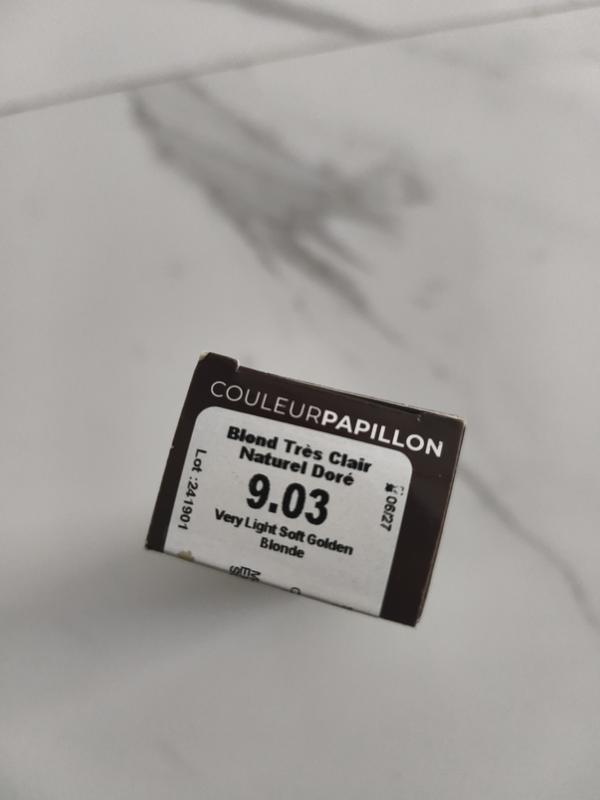 COULEURPAPILLON
Blond Très Clair
Naturel Doré
9.03
Very Light Soft Golden
Blonde
Lot :241901
06/27